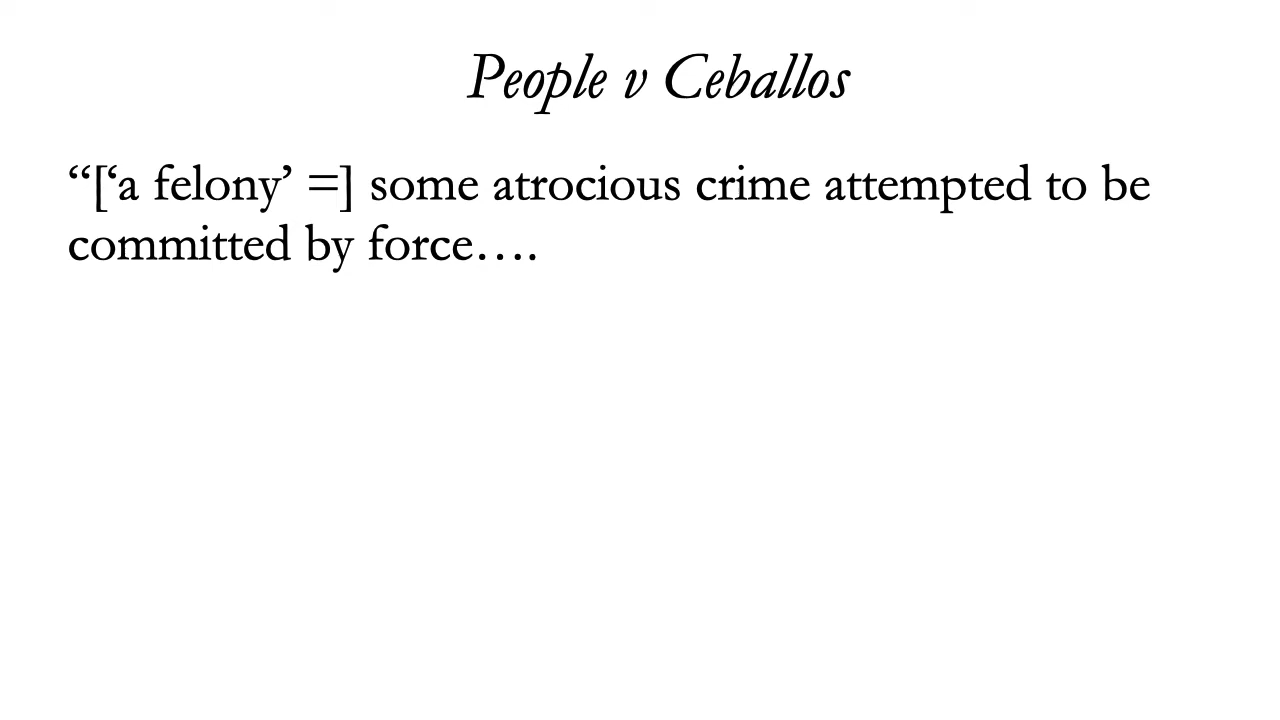 People v Ceballos
“[‘a felony’ =] some atrocious crime attempted to be
committed by force….